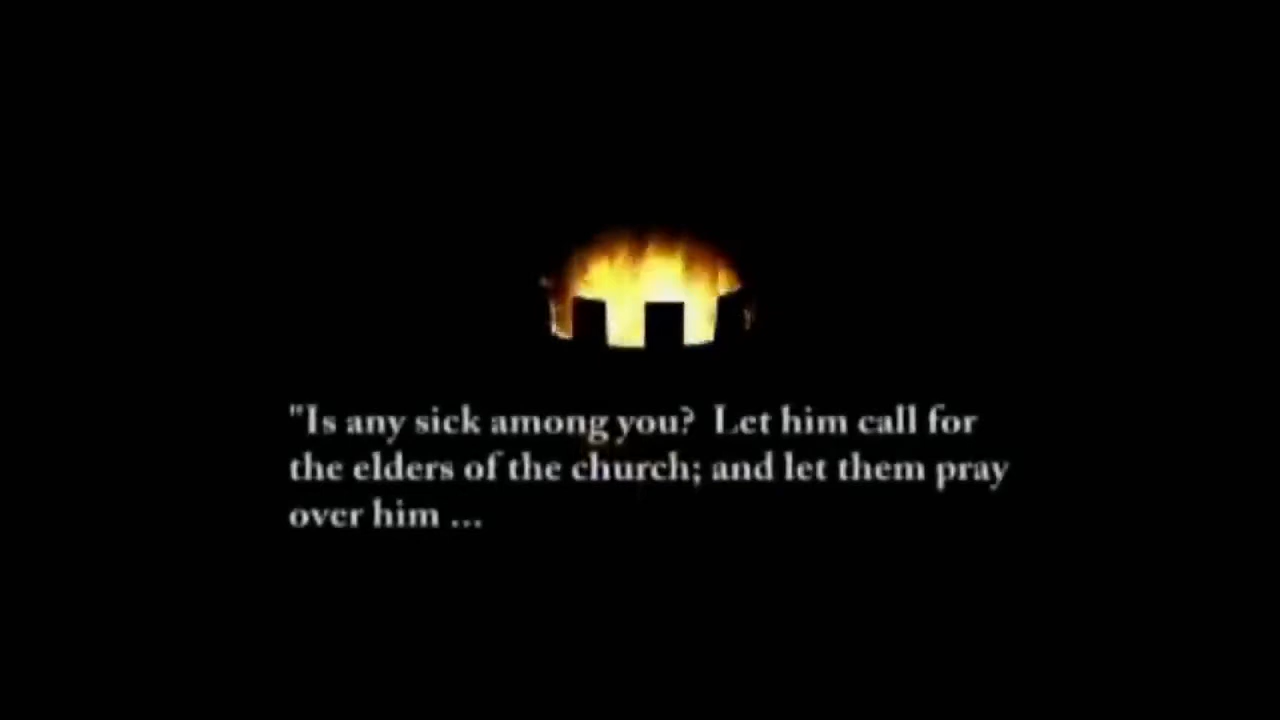 "Is any sick among you?  Let him call for
the elders of the church; and let them pray
over him ...